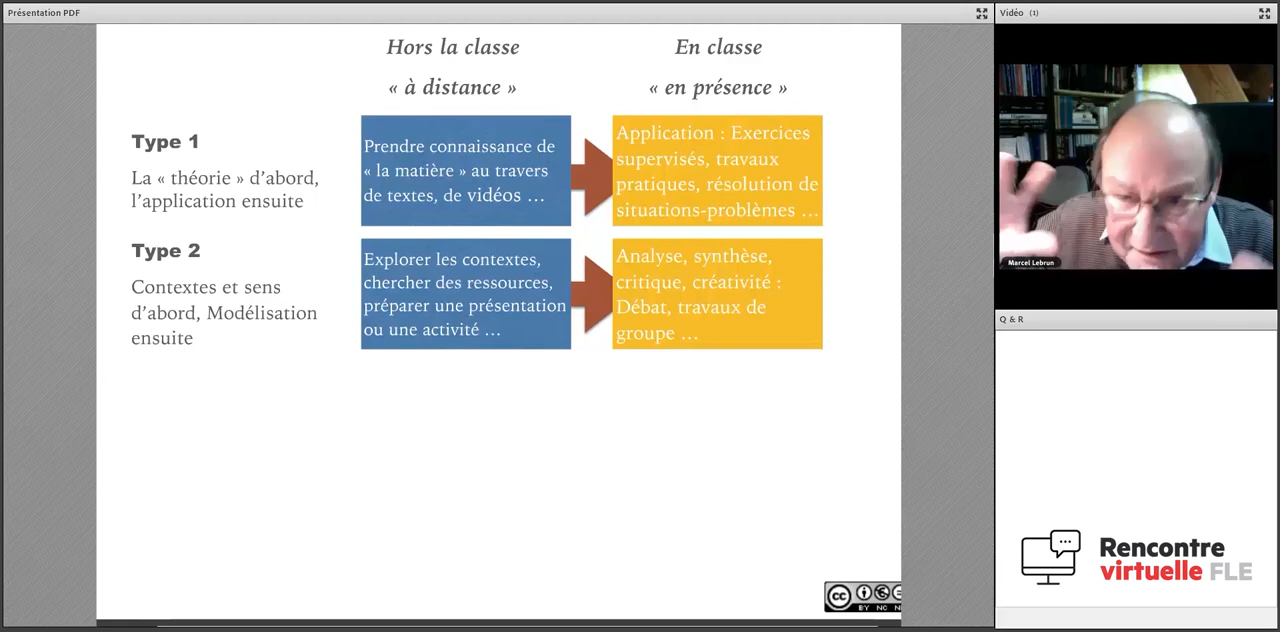 Présentation PDF
Hors la classe
« à distance »
En classe
« en présence »
Type 1
La « théorie » d’abord,
l’application ensuite
Prendre connaissance de
« la matière » au travers
de textes, de vidéos …
Application : Exercices
supervisés, travaux
pratiques, résolution de
situations-problèmes …
Type 2
Contextes et sens
d’abord, Modélisation
ensuite
Explorer les contextes,
chercher des ressources,
préparer une présentation
ou une activité …
Analyse, synthèse,
critique, créativité :
Débat, travaux de
groupe …
cc
BY NC N
Vidéo (1)
Marcel Lebrun
Q & R
Rencontre
virtuelle FLE